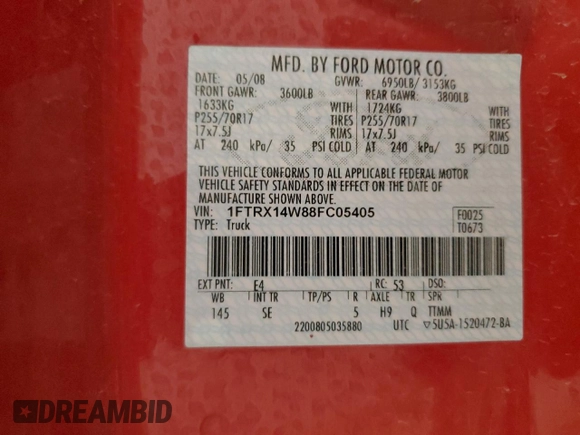 MFD. BY FORD MOTOR CO.
DATE: 05/08 GVWR: 6950LB/ 3153KG
FRONT GAWR: 3600LB REAR GAWR: 3800LB
1633KG WITH 1724KG WITH
P255/70R17 TIRES P255/70R17 TIRES
17x7.5J RIMS 17x7.5J RIMS
AT 240 kPa/ 35 PSI COLD AT 240 kPa/ 35 PSI COLD
THIS VEHICLE CONFORMS TO ALL APPLICABLE FEDERAL MOTOR
VEHICLE SAFETY STANDARDS IN EFFECT ON THE DATE OF
MANUFACTURE SHOWN ABOVE.
VIN: 1FTRX14W88FC05405 F0025
TYPE: Truck T0673
EXT PNT: E4 RC: 53 DSO:
WB INT TR TP/PS R AXLE TR SPR
145 SE 5 H9 Q TTMM
2200805035880 UTC ▽5U5A-1520472-BA
DREAMBID